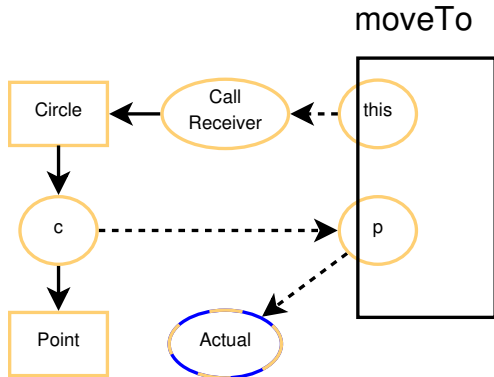 moveTo
Circle
Call
Receiver
this
c
p
Point
Actual